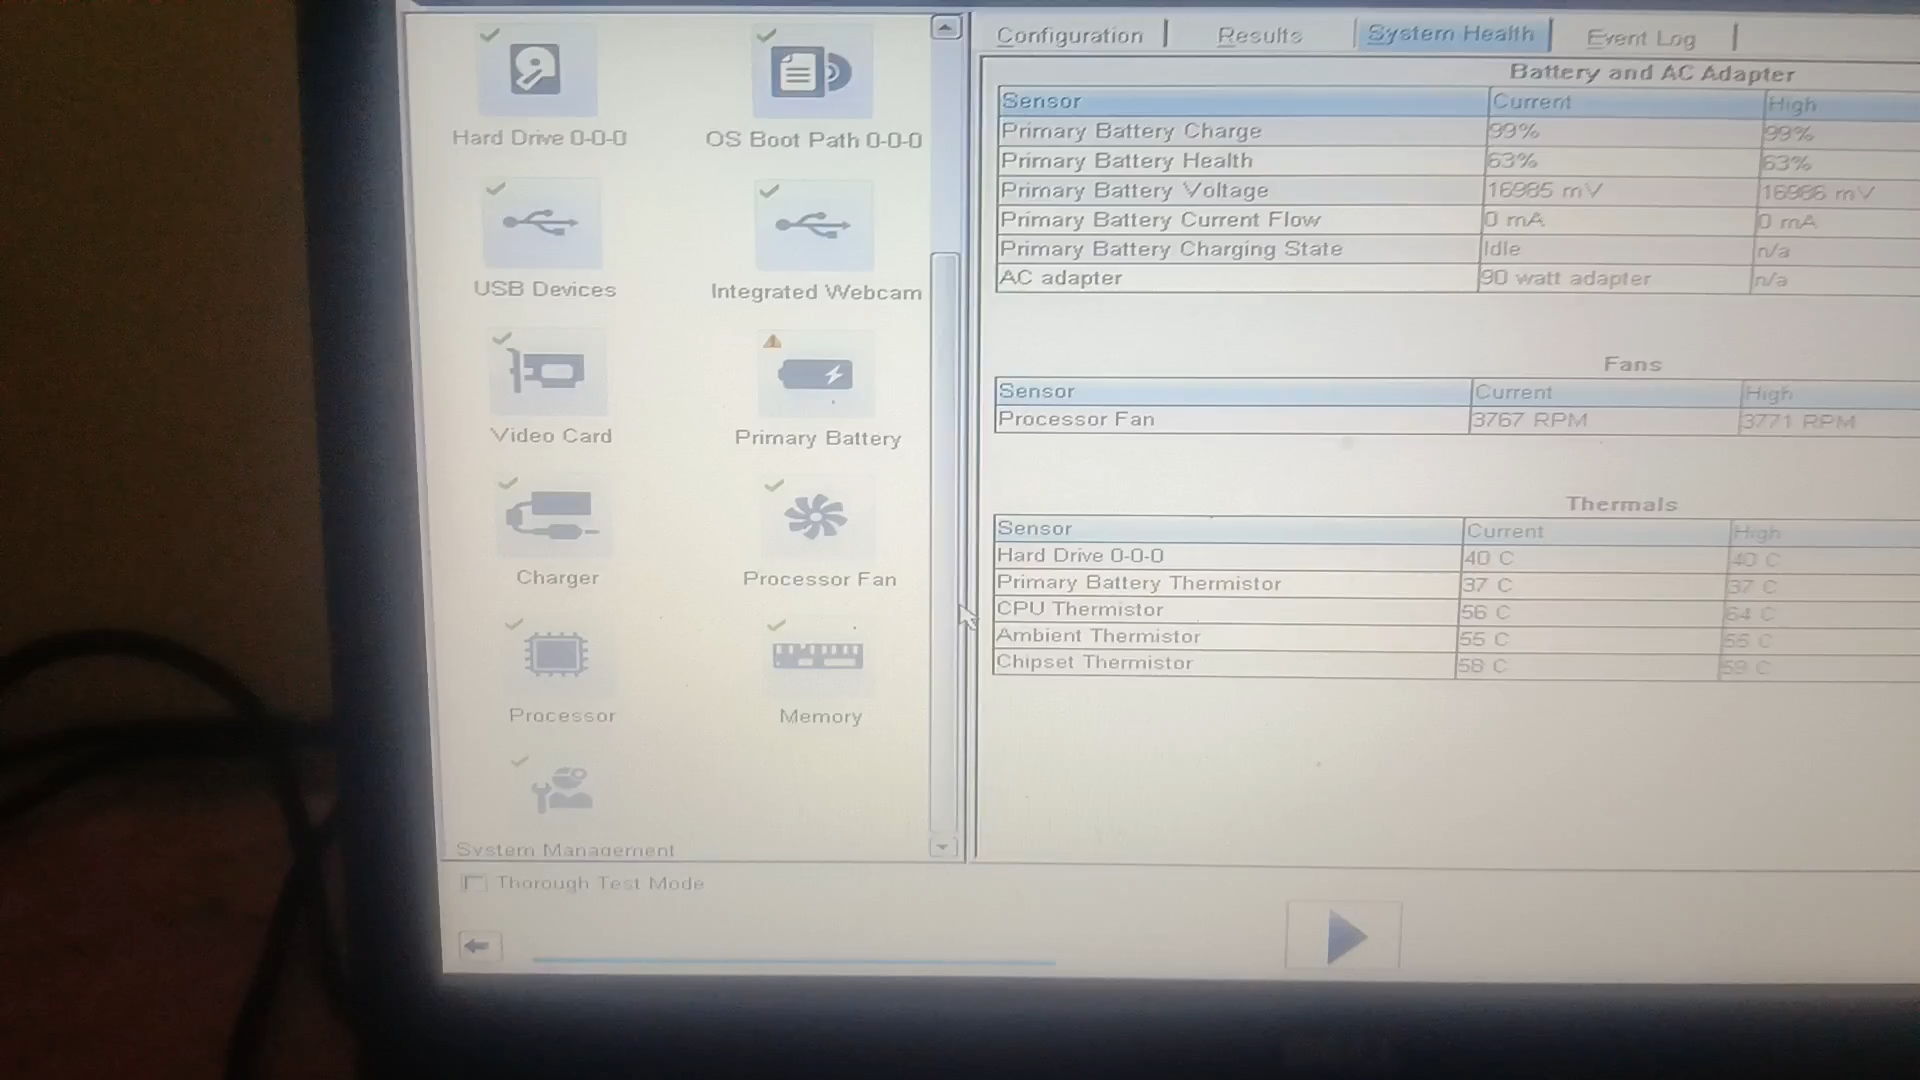 Hard Drive 0-0-0
OS Boot Path 0-0-0
USB Devices
Integrated Webcam
Video Card
Primary Battery
Charger
Processor Fan
Processor
Memory
System Management
Thorough Test Mode
Configuration | Results | System Health | Event Log |
Battery and AC Adapter
Sensor Current High
Primary Battery Charge 99% 99%
Primary Battery Health 63% 63%
Primary Battery Voltage 16985 mV 16986 mV
Primary Battery Current Flow 0 mA 0 mA
Primary Battery Charging State Idle n/a
AC adapter 90 watt adapter n/a
Fans
Sensor Current High
Processor Fan 3767 RPM 3771 RPM
Thermals
Sensor Current High
Hard Drive 0-0-0 40 C 40 C
Primary Battery Thermistor 37 C 37 C
CPU Thermistor 56 C 64 C
Ambient Thermistor 55 C 55 C
Chipset Thermistor 58 C 59 C